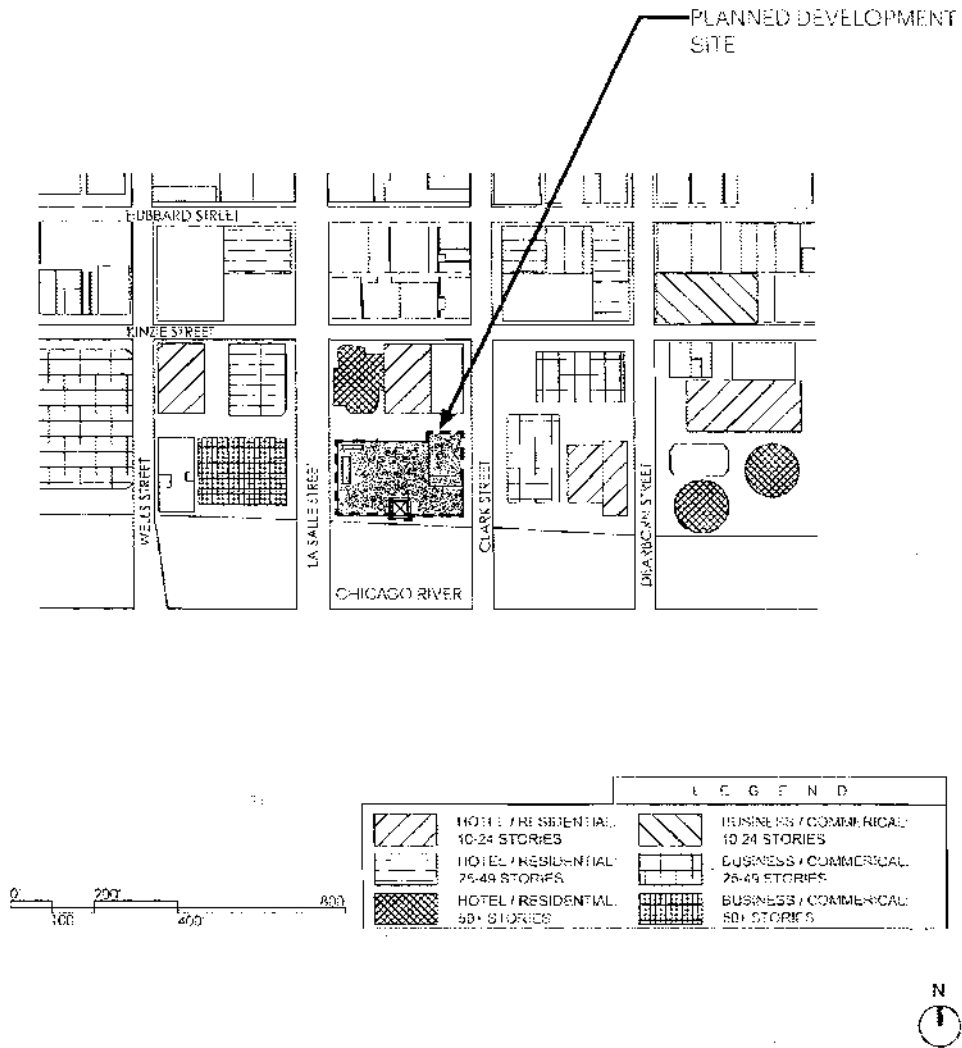 PLANNED DEVELOPMENT
SITE
HUBBARD STREET
KINZIE STREET
WELLS STREET
LA SALLE STREET
CLARK STREET
DEARBORN STREET
CHICAGO RIVER
L E G E N D
HOTEL / RESIDENTIAL:
10-24 STORIES
BUSINESS / COMMERICAL:
10-24 STORIES
HOTEL / RESIDENTIAL:
25-49 STORIES
BUSINESS / COMMERICAL:
25-49 STORIES
HOTEL / RESIDENTIAL:
50+ STORIES
BUSINESS / COMMERICAL:
50+ STORIES
0 200' 800
100 400
N